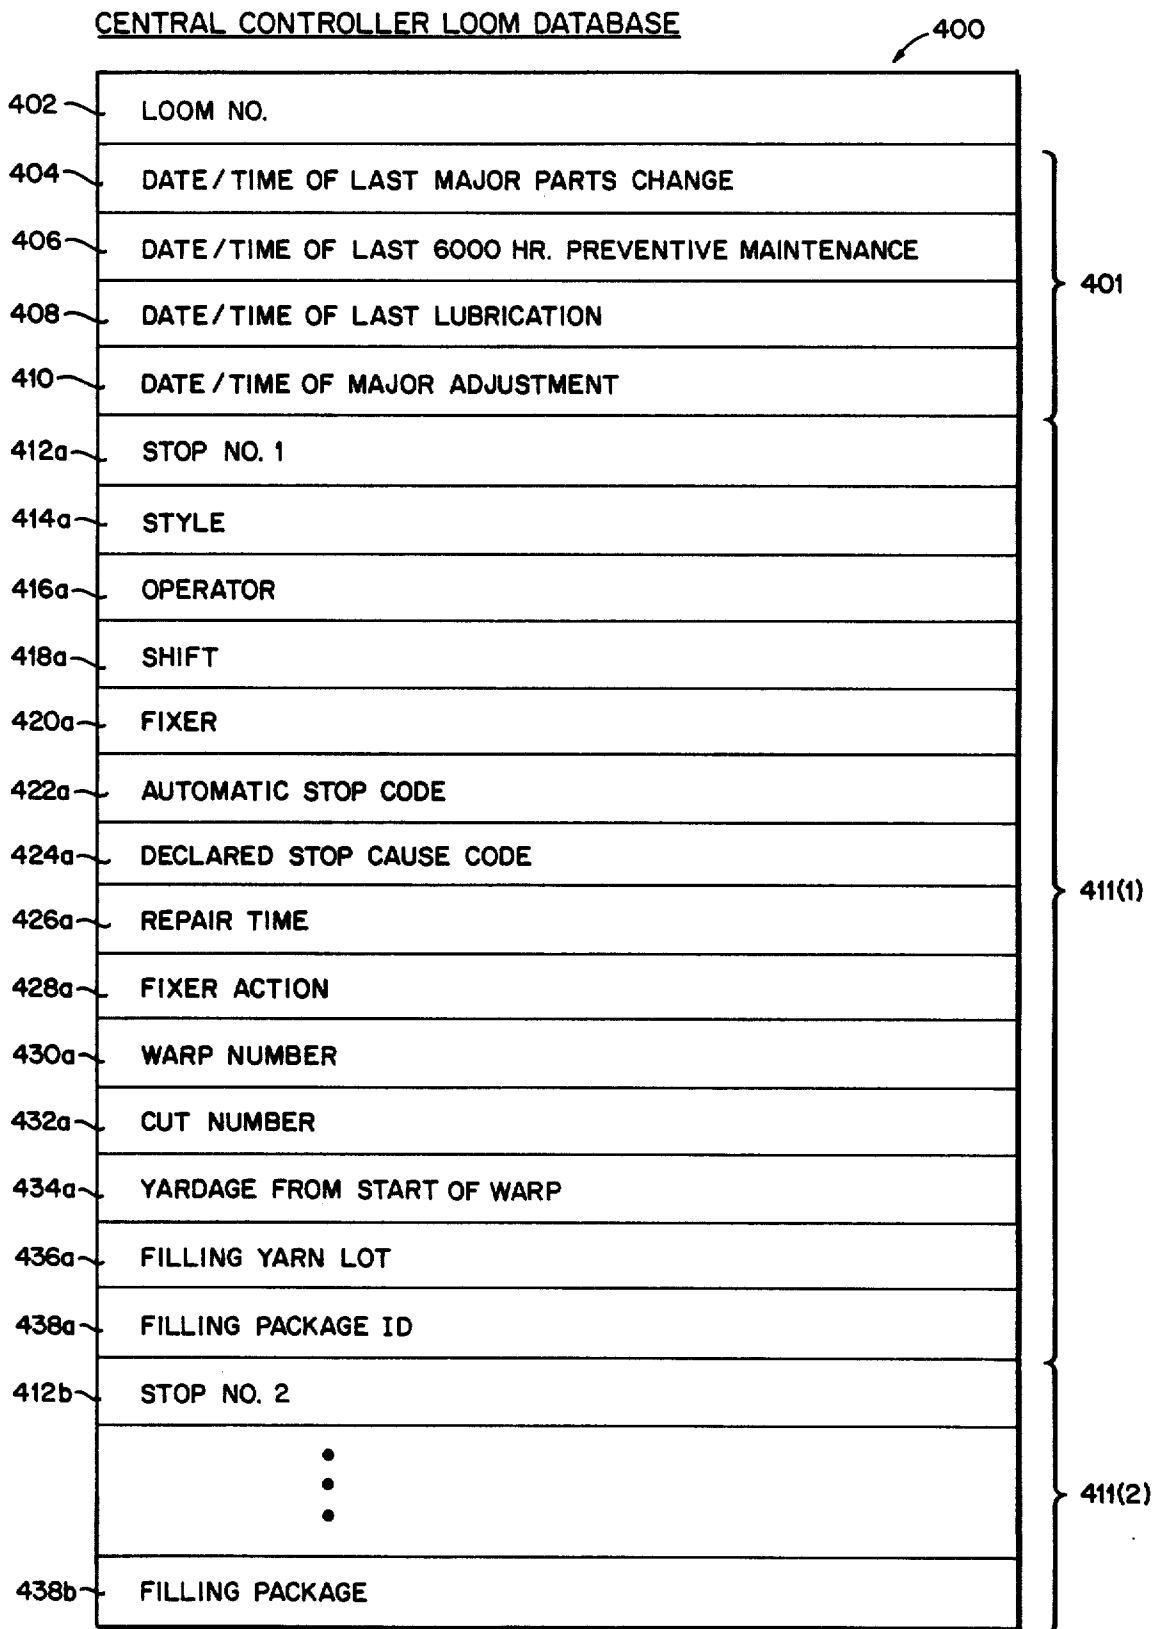 CENTRAL CONTROLLER LOOM DATABASE
400
402 LOOM NO.
404 DATE/TIME OF LAST MAJOR PARTS CHANGE
406 DATE/TIME OF LAST 6000 HR. PREVENTIVE MAINTENANCE
401
408 DATE/TIME OF LAST LUBRICATION
410 DATE/TIME OF MAJOR ADJUSTMENT
412a STOP NO. 1
414a STYLE
416a OPERATOR
418a SHIFT
420a FIXER
422a AUTOMATIC STOP CODE
424a DECLARED STOP CAUSE CODE
411(1)
426a REPAIR TIME
428a FIXER ACTION
430a WARP NUMBER
432a CUT NUMBER
434a YARDAGE FROM START OF WARP
436a FILLING YARN LOT
438a FILLING PACKAGE ID
412b STOP NO. 2
411(2)
438b FILLING PACKAGE